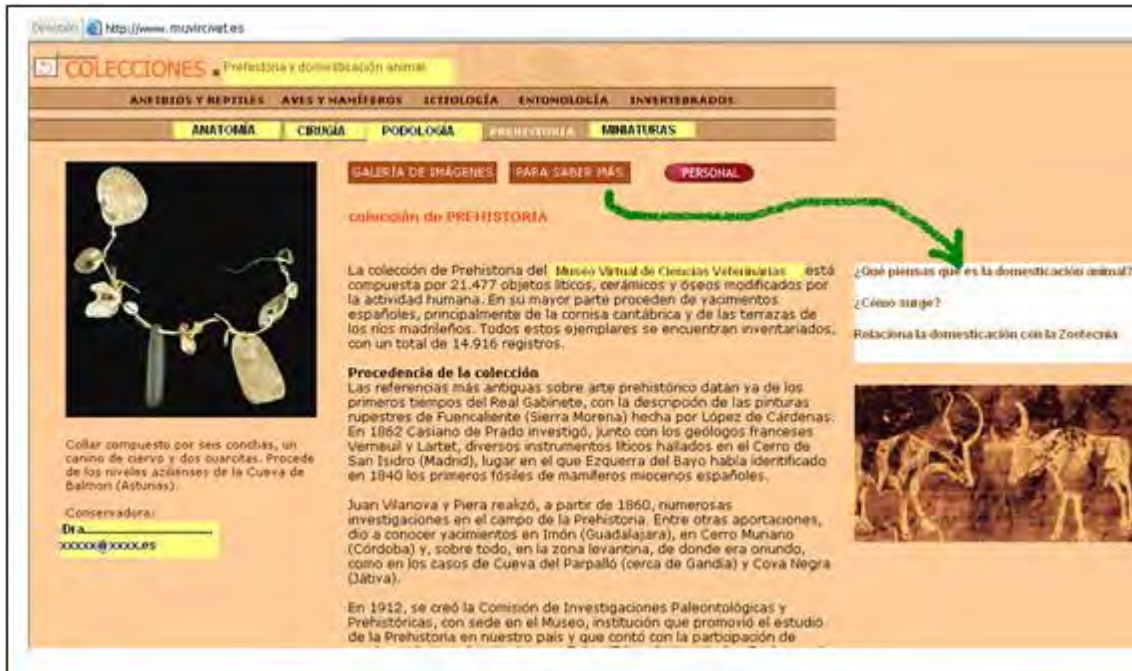 Dirección http://www.muvircivet.es
COLECCIONES Prehistoria y domesticación animal
ANFIBIOS Y REPTILES AVES Y MAMÍFEROS ICTIOLOGÍA ENTOMOLOGÍA INVERTEBRADOS
ANATOMÍA CIRUGÍA PODOLOGÍA PREHISTORIA MINIATURAS
GALERÍA DE IMÁGENES PARA SABER MÁS PERSONAL
colección de PREHISTORIA
La colección de Prehistoria del Museo Virtual de Ciencias Veterinarias está
compuesta por 21.477 objetos líticos, cerámicos y óseos modificados por
la actividad humana. En su mayor parte proceden de yacimientos
españoles, principalmente de la cornisa cantábrica y de las terrazas de
los ríos madrileños. Todos estos ejemplares se encuentran inventariados,
con un total de 14.916 registros.
Procedencia de la colección
Las referencias más antiguas sobre arte prehistórico datan ya de los
primeros tiempos del Real Gabinete, con la descripción de las pinturas
rupestres de Fuencaliente (Sierra Morena) hecha por López de Cárdenas.
En 1862 Casiano de Prado investigó, junto con los geólogos franceses
Verneuil y Lartet, diversos instrumentos líticos hallados en el Cerro de
San Isidro (Madrid), lugar en el que Ezquerra del Bayo había identificado
en 1840 los primeros fósiles de mamíferos miocenos españoles.
Juan Vilanova y Piera realizó, a partir de 1860, numerosas
investigaciones en el campo de la Prehistoria. Entre otras aportaciones,
dio a conocer yacimientos en Imón (Guadalajara), en Cerro Muriano
(Córdoba) y, sobre todo, en la zona levantina, de donde era oriundo,
como en los casos de Cueva del Parpalló (cerca de Gandía) y Cova Negra
(Játiva).
En 1912, se creó la Comisión de Investigaciones Paleontológicas y
Prehistóricas, con sede en el Museo, institución que promovió el estudio
de la Prehistoria en nuestro país y que contó con la participación de
¿Qué piensas que es la domesticación animal?
¿Cómo surge?
Relaciona la domesticación con la Zootecnia
Collar compuesto por seis conchas, un
canino de ciervo y dos cuarcitas. Procede
de los niveles azilienses de la Cueva de
Balmori (Asturias).
Conservadora:
Dra.
xxxxx@xxxx.es